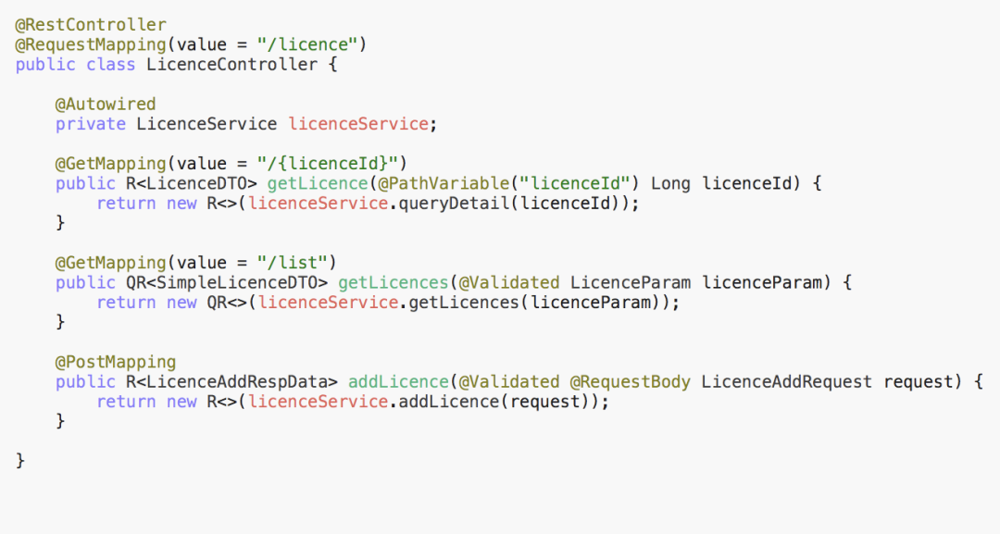 @RestController
@RequestMapping(value = "/licence")
public class LicenceController {
@Autowired
private LicenceService licenceService;
@GetMapping(value = "/{licenceId}")
public R<LicenceDTO> getLicence(@PathVariable("licenceId") Long licenceId) {
return new R<>(licenceService.queryDetail(licenceId));
}
@GetMapping(value = "/list")
public QR<SimpleLicenceDTO> getLicences(@Validated LicenceParam licenceParam) {
return new QR<>(licenceService.getLicences(licenceParam));
}
@PostMapping
public R<LicenceAddRespData> addLicence(@Validated @RequestBody LicenceAddRequest request) {
return new R<>(licenceService.addLicence(request));
}
}